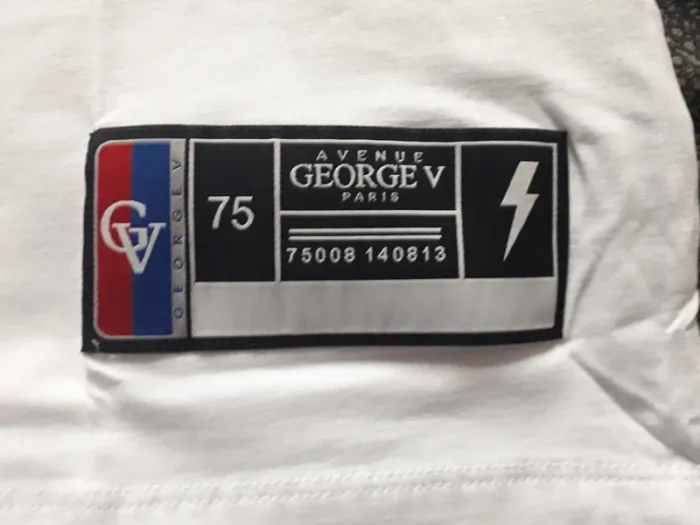 GV
GEORGE V
75
AVENUE
GEORGE V
PARIS
75008 140813